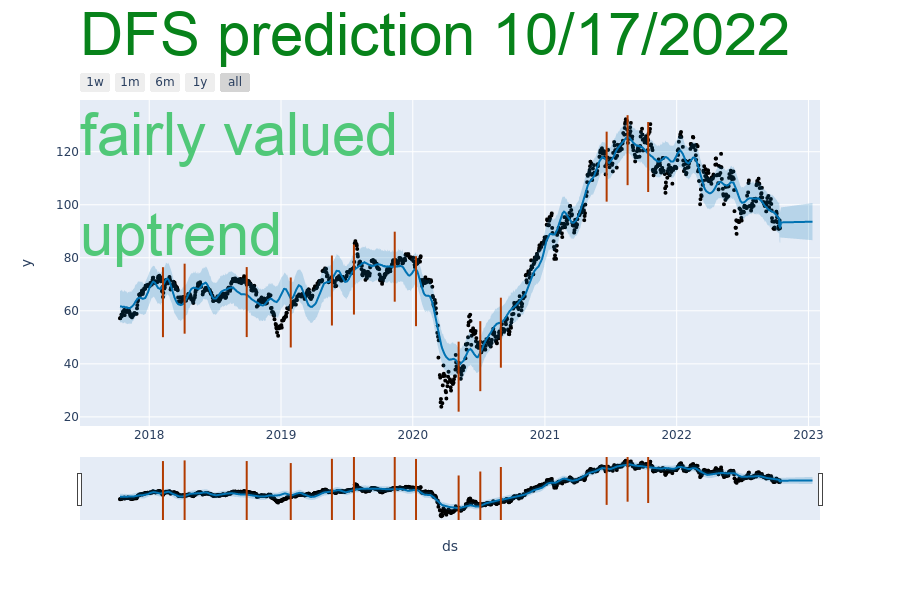 DFS prediction 10/17/2022
1w 1m 6m 1y all
fairly valued
uptrend
120
100
80
60
40
20
y
2018 2019 2020 2021 2022 2023
ds